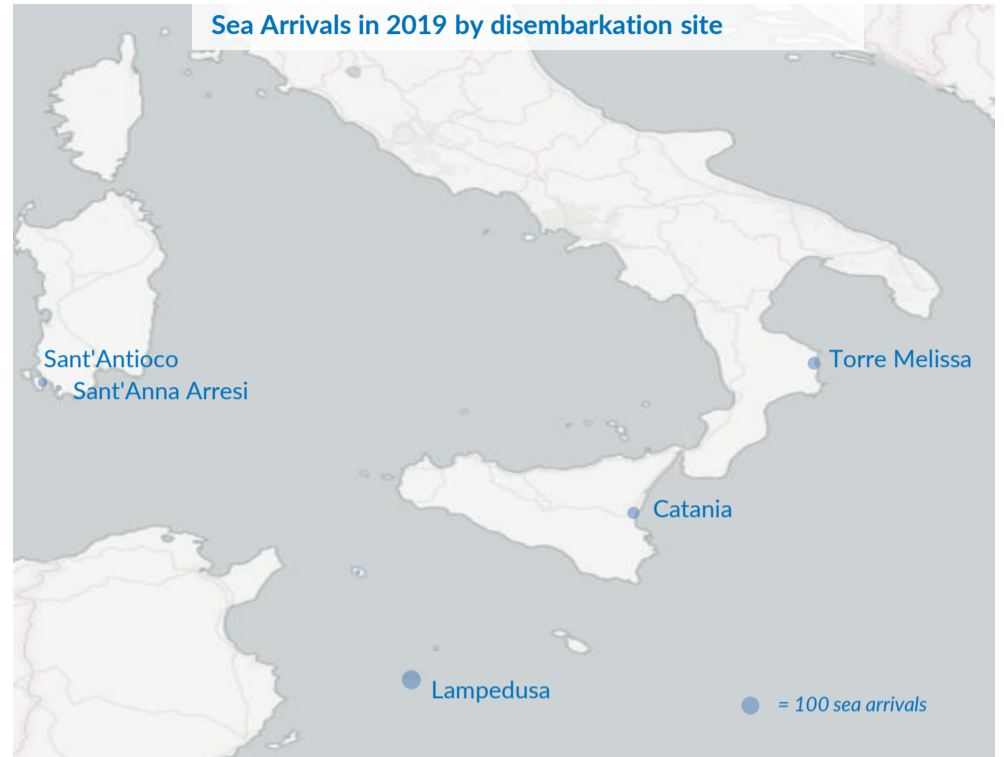 Sea Arrivals in 2019 by disembarkation site
Sant'Antioco
Sant'Anna Arresi
Torre Melissa
Catania
Lampedusa
= 100 sea arrivals